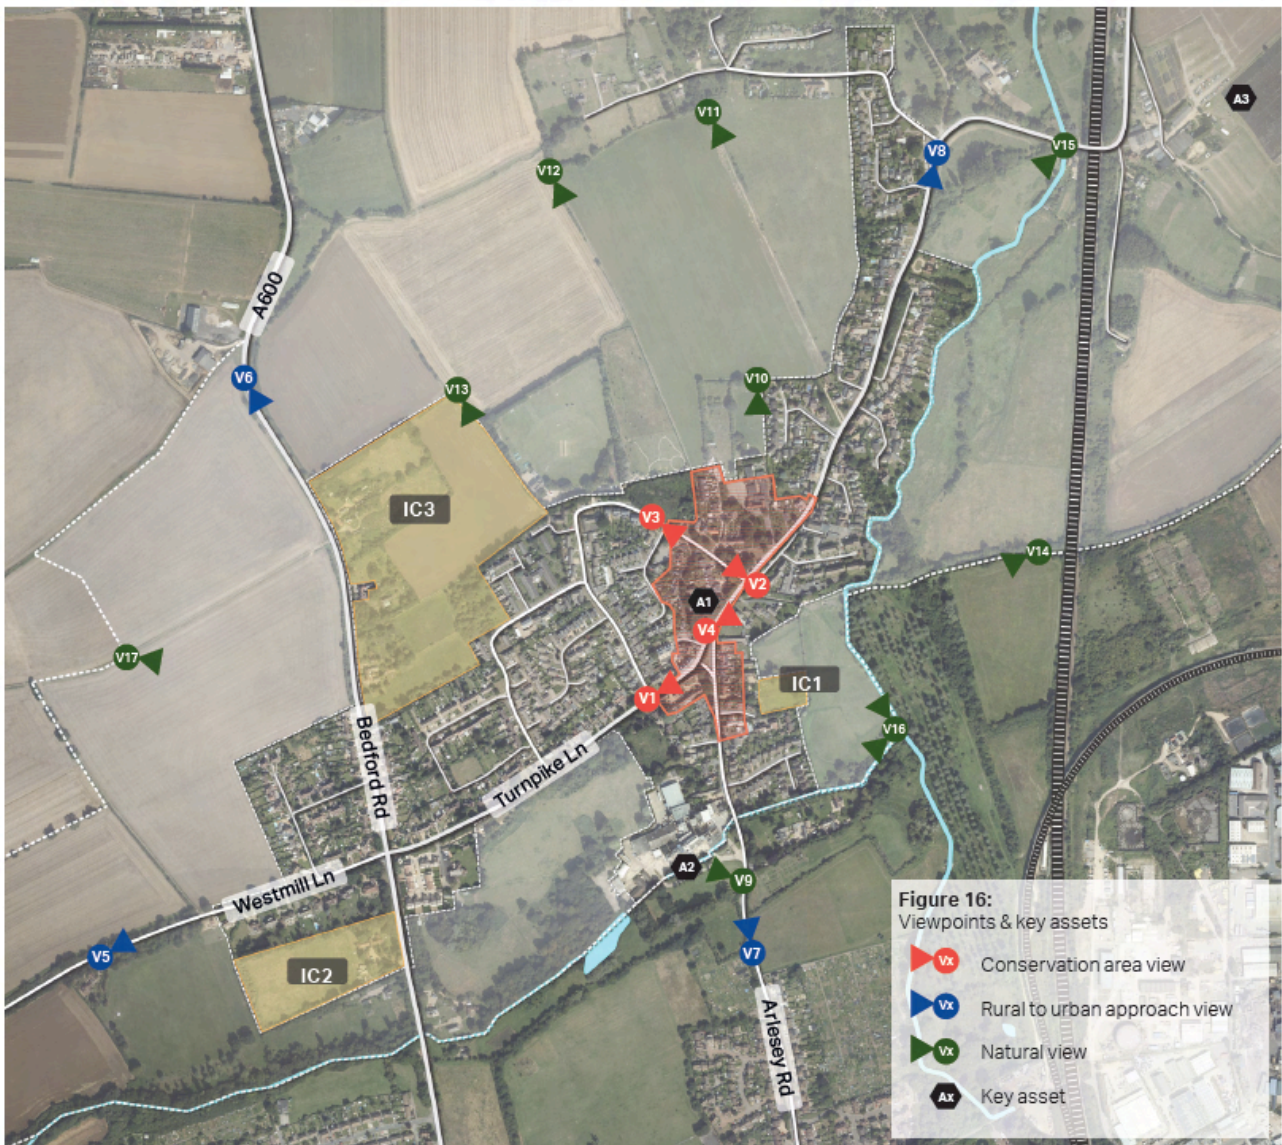 A3
V11
V8
V15
V12
A600
V6
V13
V10
IC3
V3
V14
V2
A1
V4
V17
IC1
V1
V16
Bedford Rd
Turnpike Ln
A2
V9
Westmill Ln
V5
V7
IC2
Arlesey Rd
Figure 16:
Viewpoints & key assets
Vx Conservation area view
Vx Rural to urban approach view
Vx Natural view
Ax Key asset